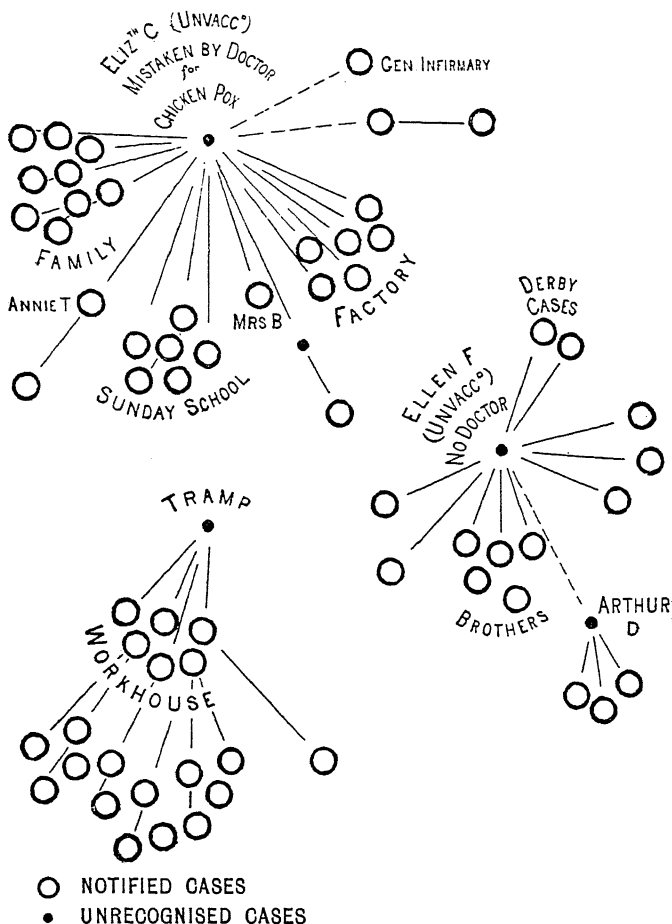 ELIZTH C (UNVACCD)
MISTAKEN BY DOCTOR
for
CHICKEN POX
GEN. INFIRMARY
FAMILY
ANNIE T
SUNDAY SCHOOL
MRS B
FACTORY
DERBY
CASES
ELLEN F
(UNVACCD)
NO DOCTOR
BROTHERS
ARTHUR
D
TRAMP
WORKHOUSE
NOTIFIED CASES
UNRECOGNISED CASES